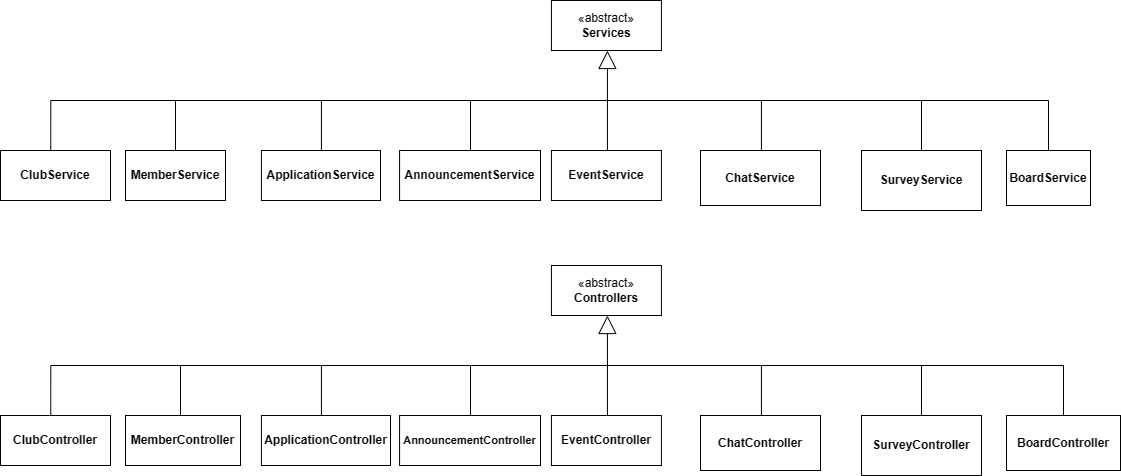 «abstract»
Services
ClubService
MemberService
ApplicationService
AnnouncementService
EventService
ChatService
SurveyService
BoardService
«abstract»
Controllers
ClubController
MemberController
ApplicationController
AnnouncementController
EventController
ChatController
SurveyController
BoardController